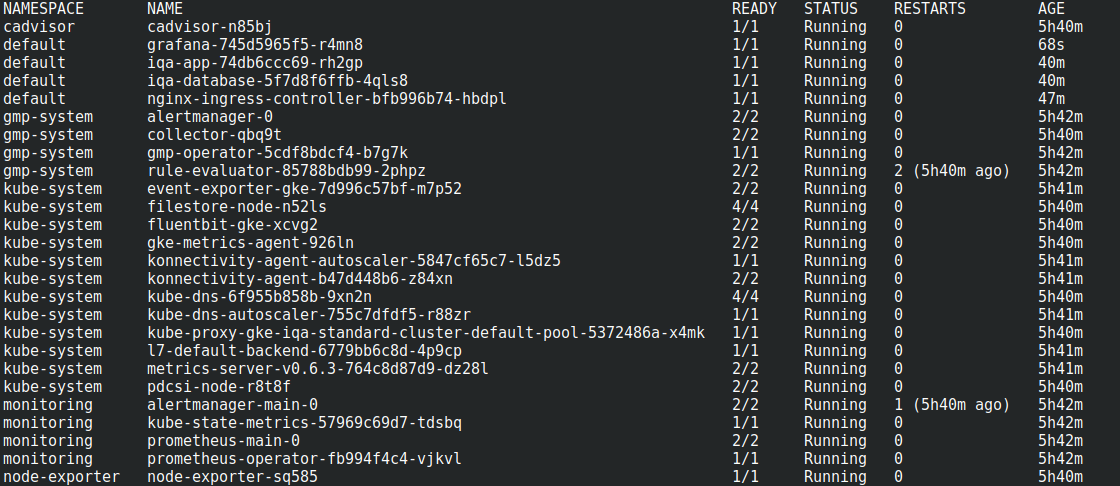 NAMESPACE NAME READY STATUS RESTARTS AGE
cadvisor cadvisor-n85bj 1/1 Running 0 5h40m
default grafana-745d5965f5-r4mn8 1/1 Running 0 68s
default iqa-app-74db6ccc69-rh2gp 1/1 Running 0 40m
default iqa-database-5f7d8f6ffb-4qls8 1/1 Running 0 40m
default nginx-ingress-controller-bfb996b74-hbdpl 1/1 Running 0 47m
gmp-system alertmanager-0 2/2 Running 0 5h42m
gmp-system collector-qbq9t 2/2 Running 0 5h40m
gmp-system gmp-operator-5cdf8bdcf4-b7g7k 1/1 Running 0 5h42m
gmp-system rule-evaluator-85788bdb99-2phpz 2/2 Running 2 (5h40m ago) 5h42m
kube-system event-exporter-gke-7d996c57bf-m7p52 2/2 Running 0 5h41m
kube-system filestore-node-n52ls 4/4 Running 0 5h40m
kube-system fluentbit-gke-xcvg2 2/2 Running 0 5h40m
kube-system gke-metrics-agent-926ln 2/2 Running 0 5h40m
kube-system konnectivity-agent-autoscaler-5847cf65c7-l5dz5 1/1 Running 0 5h41m
kube-system konnectivity-agent-b47d448b6-z84xn 2/2 Running 0 5h41m
kube-system kube-dns-6f955b858b-9xn2n 4/4 Running 0 5h40m
kube-system kube-dns-autoscaler-755c7dfdf5-r88zr 1/1 Running 0 5h41m
kube-system kube-proxy-gke-iqa-standard-cluster-default-pool-5372486a-x4mk 1/1 Running 0 5h40m
kube-system l7-default-backend-6779bb6c8d-4p9cp 1/1 Running 0 5h41m
kube-system metrics-server-v0.6.3-764c8d87d9-dz28l 2/2 Running 0 5h41m
kube-system pdcsi-node-r8t8f 2/2 Running 0 5h40m
monitoring alertmanager-main-0 2/2 Running 1 (5h40m ago) 5h42m
monitoring kube-state-metrics-57969c69d7-tdsbq 1/1 Running 0 5h42m
monitoring prometheus-main-0 2/2 Running 0 5h42m
monitoring prometheus-operator-fb994f4c4-vjkvl 1/1 Running 0 5h42m
node-exporter node-exporter-sq585 1/1 Running 0 5h40m